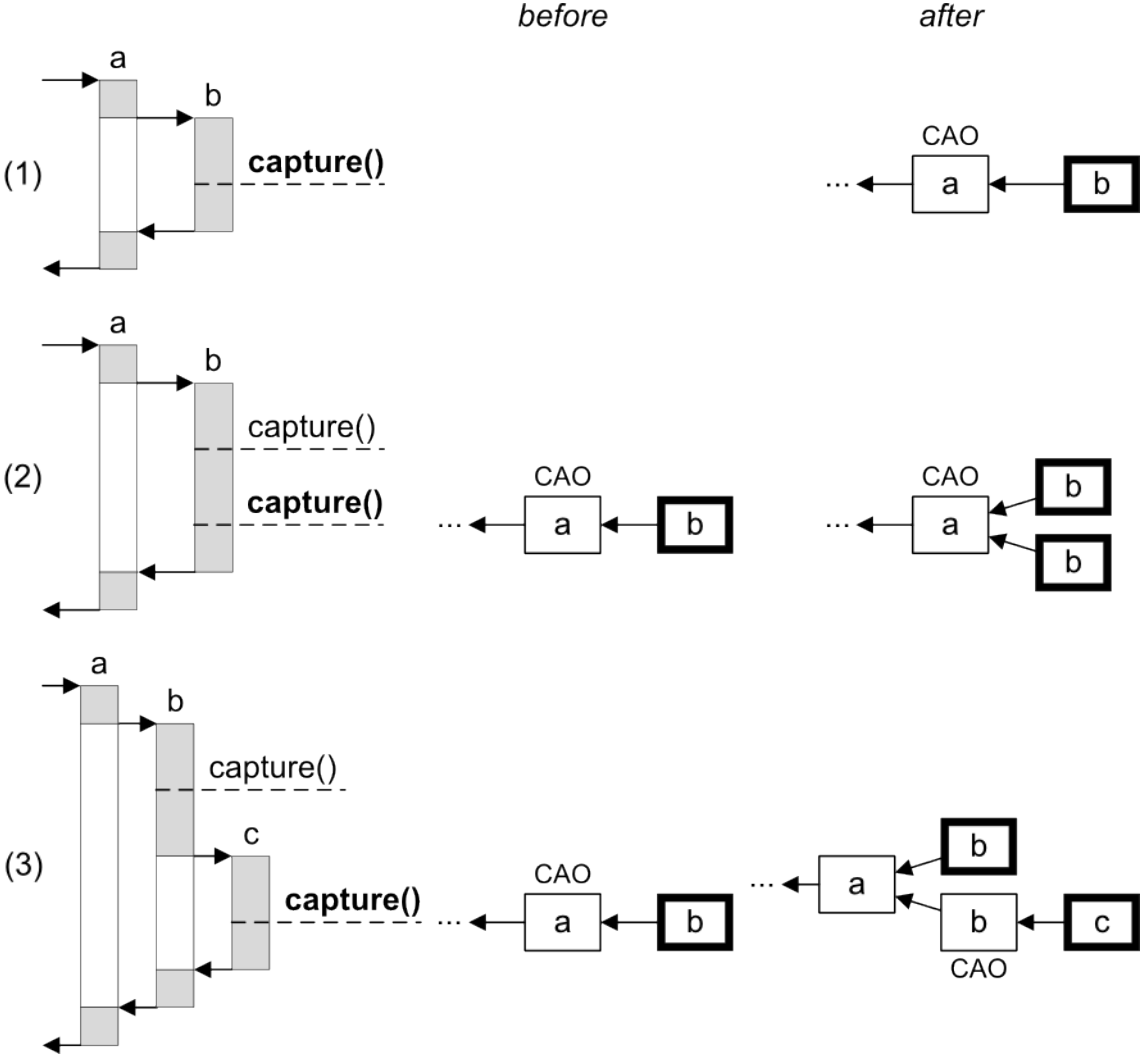 before after
a
b
capture()
(1)
CAO
... a b
a
b
capture()
(2)
capture()
CAO
... a b
CAO
... a b
b
a
b
capture()
(3)
c
capture()
CAO
... a b
... a b
b c
CAO